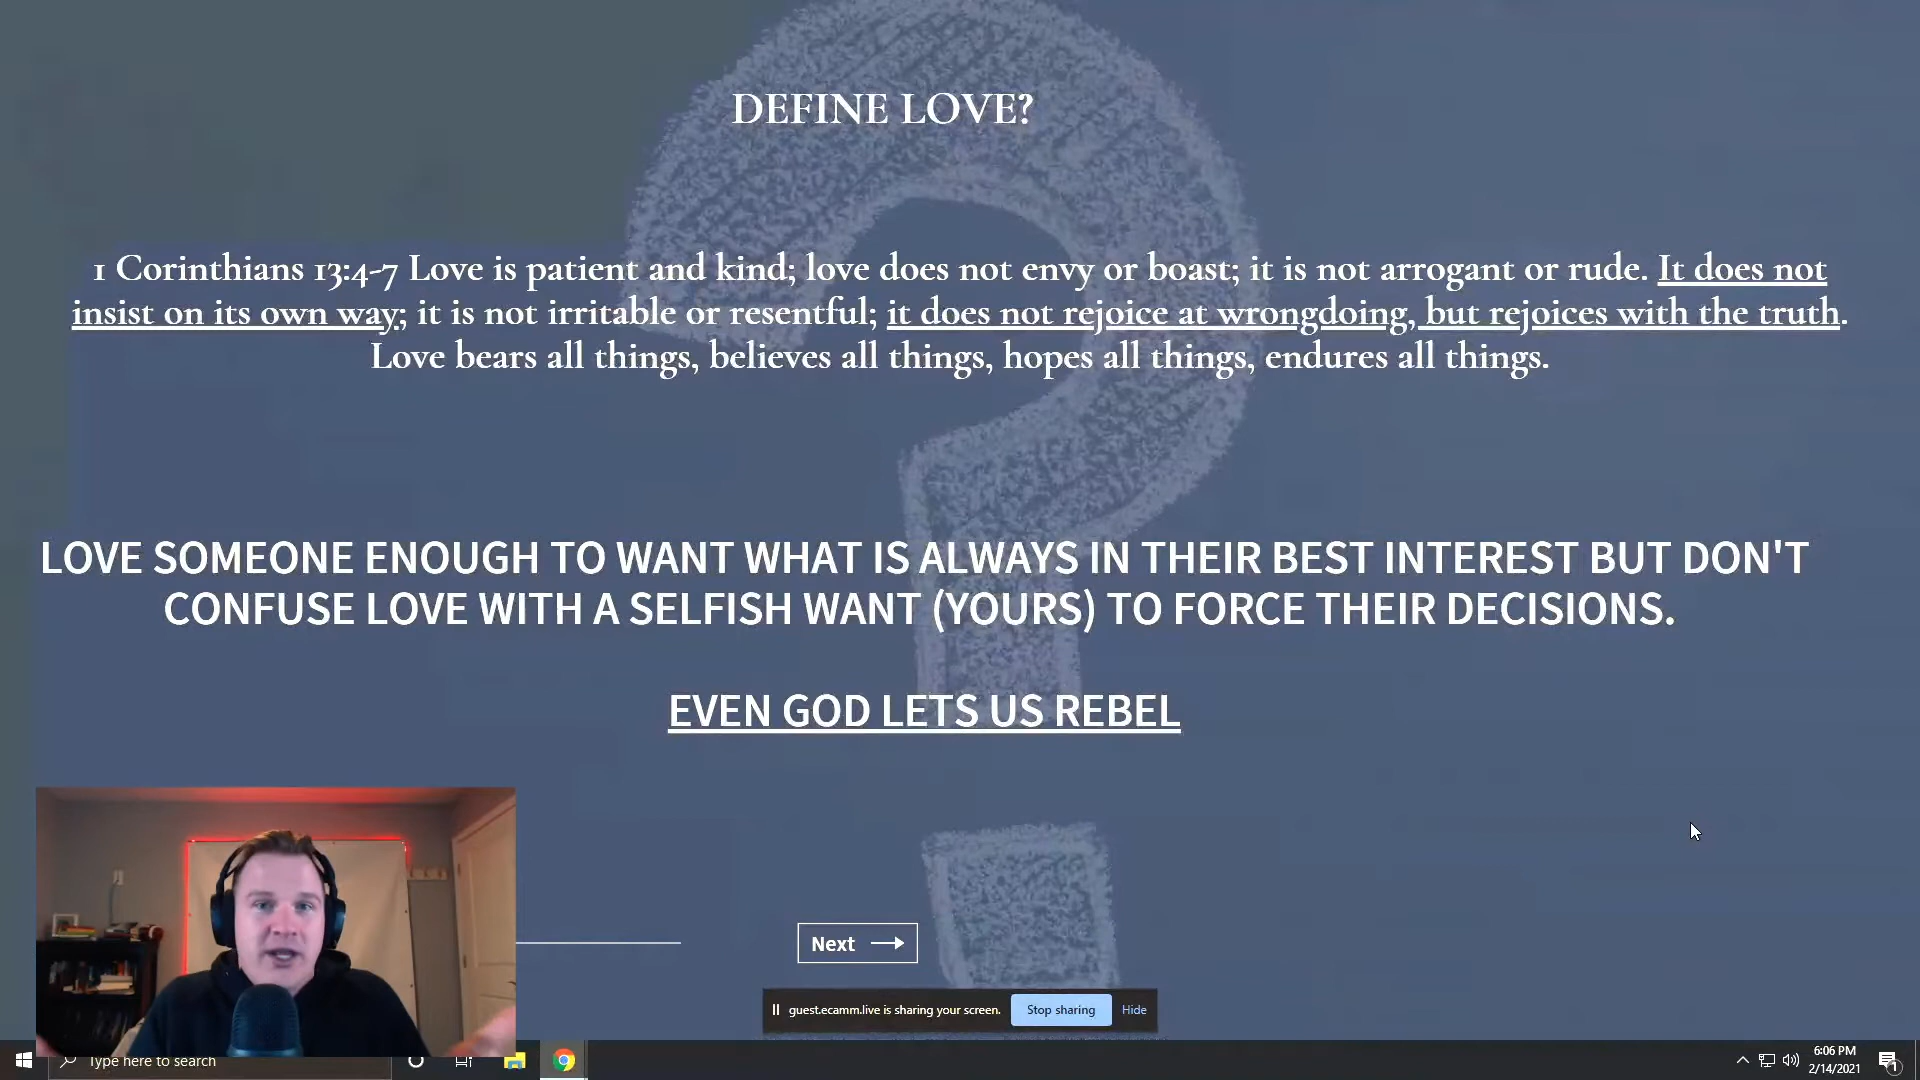 DEFINE LOVE?
1 Corinthians 13:4-7 Love is patient and kind; love does not envy or boast; it is not arrogant or rude. It does not
insist on its own way; it is not irritable or resentful; it does not rejoice at wrongdoing, but rejoices with the truth.
Love bears all things, believes all things, hopes all things, endures all things.
LOVE SOMEONE ENOUGH TO WANT WHAT IS ALWAYS IN THEIR BEST INTEREST BUT DON'T
CONFUSE LOVE WITH A SELFISH WANT (YOURS) TO FORCE THEIR DECISIONS.
EVEN GOD LETS US REBEL
Next
guest.ecamm.live is sharing your screen.
Stop sharing
Hide
Type here to search
6:06 PM
2/14/2021
1